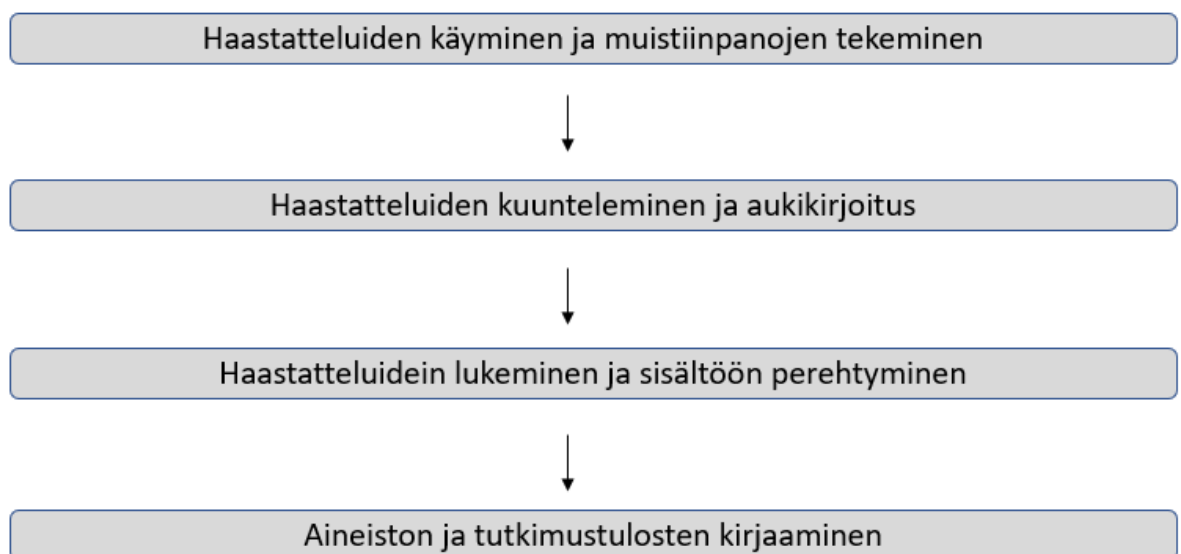 Haastatteluiden käyminen ja muistiinpanojen tekeminen
Haastatteluiden kuunteleminen ja aukikirjoitus
Haastatteluidein lukeminen ja sisältöön perehtyminen
Aineiston ja tutkimustulosten kirjaaminen